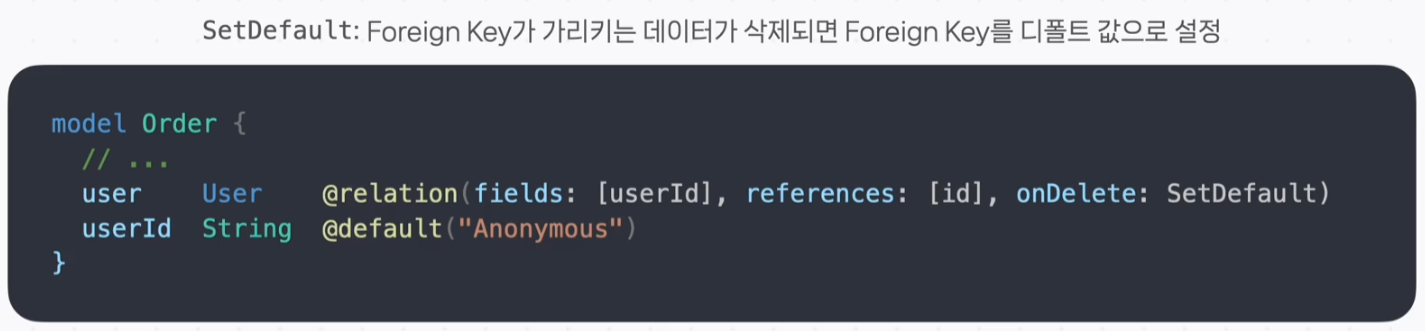 SetDefault: Foreign Key가 가리키는 데이터가 삭제되면 Foreign Key를 디폴트 값으로 설정
model Order {
  // ...
  user    User    @relation(fields: [userId], references: [id], onDelete: SetDefault)
  userId  String  @default("Anonymous")
}